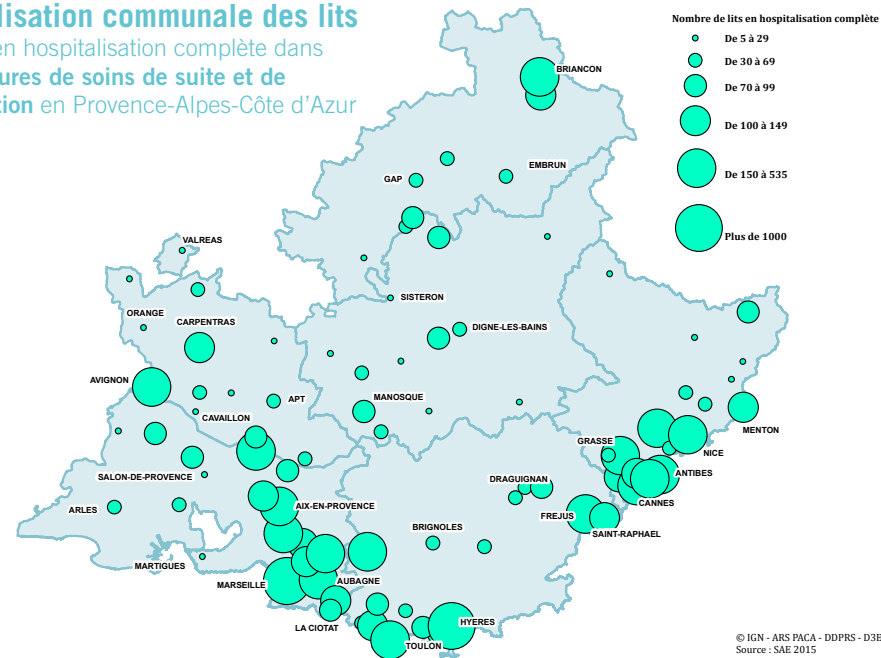 lisation communale des lits
en hospitalisation complète dans
ures de soins de suite et de
tion en Provence-Alpes-Côte d'Azur
Nombre de lits en hospitalisation complète
De 5 à 29
De 30 à 69
De 70 à 99
De 100 à 149
De 150 à 535
Plus de 1000
BRIANCON
EMBRUN
GAP
VALREAS
SISTERON
ORANGE
CARPENTRAS
DIGNE-LES-BAINS
AVIGNON
APT
MANOSQUE
CAVAILLON
MENTON
GRASSE
NICE
SALON-DE-PROVENCE
DRAGUIGNAN
ANTIBES
CANNES
ARLES
AIX-EN-PROVENCE
FREJUS
SAINT-RAPHAEL
BRIGNOLES
MARTIGUES
MARSEILLE
AUBAGNE
LA CIOTAT
HYERES
TOULON
© IGN - ARS PACA - DDPRS - D3E
Source : SAE 2015